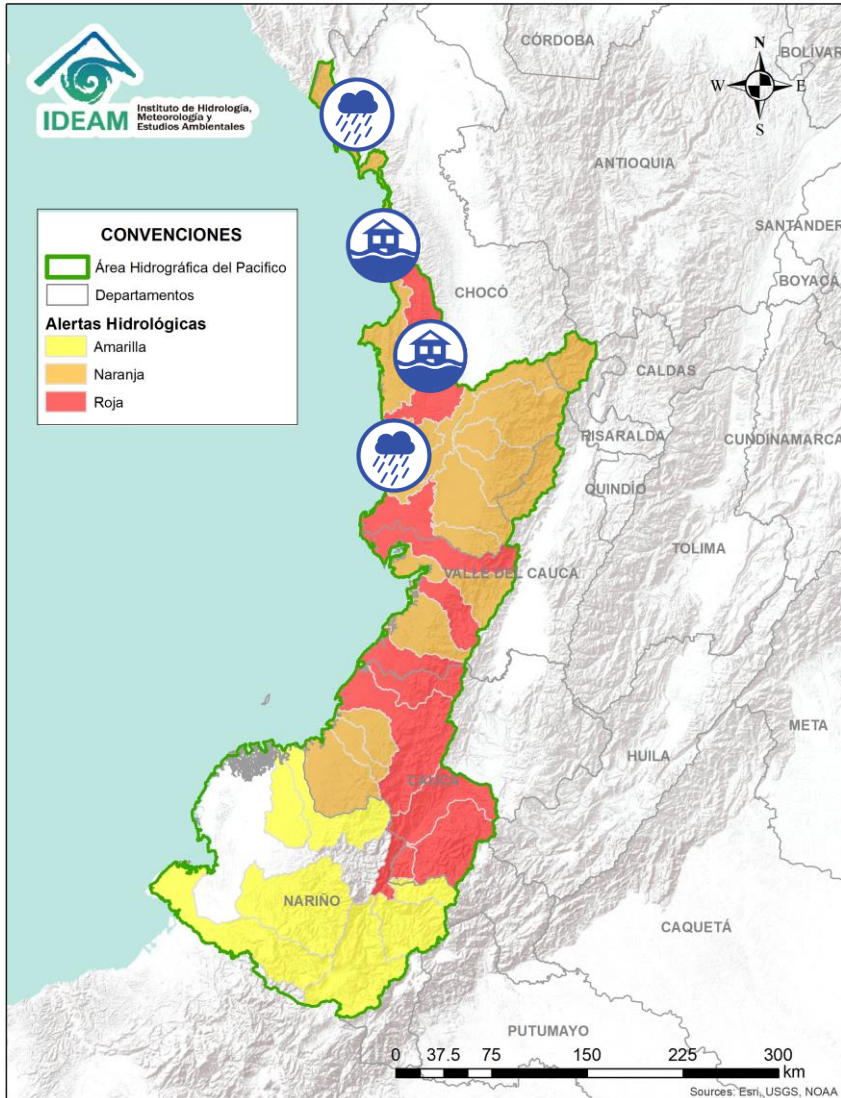 IDEAM
Instituto de Hidrología,
Meteorología y
Estudios Ambientales
CÓRDOBA
BOLÍVAR
N
W
E
S
ANTIOQUIA
SANTANDER
BOYACÁ
CONVENCIONES
Área Hidrográfica del Pacifico
Departamentos
Alertas Hidrológicas
Amarilla
Naranja
Roja
CHOCÓ
CALDAS
RISARALDA
CUNDINAMARCA
QUINDÍO
TOLIMA
VALLE DEL CAUCA
META
HUILA
CAUCA
NARIÑO
CAQUETÁ
PUTUMAYO
0 37.5 75 150 225 300
km
Sources: Esri, USGS, NOAA